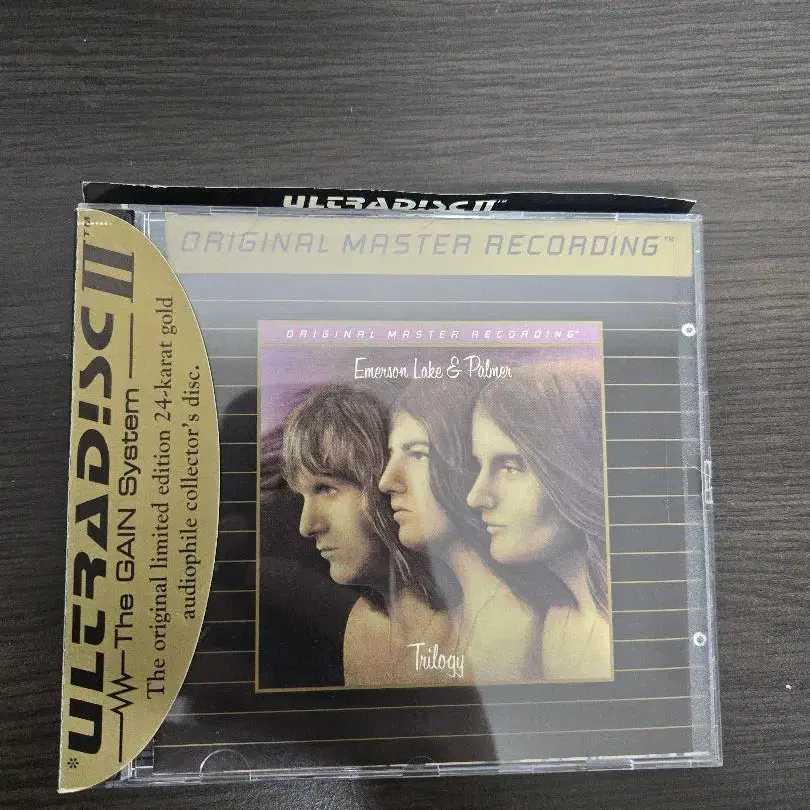 ULTRADISC II™
ORIGINAL MASTER RECORDING™
ORIGINAL MASTER RECORDING
Emerson Lake & Palmer
Trilogy
*ULTRADISC II™
The GAIN System
The original limited edition 24-karat gold
audiophile collector's disc.